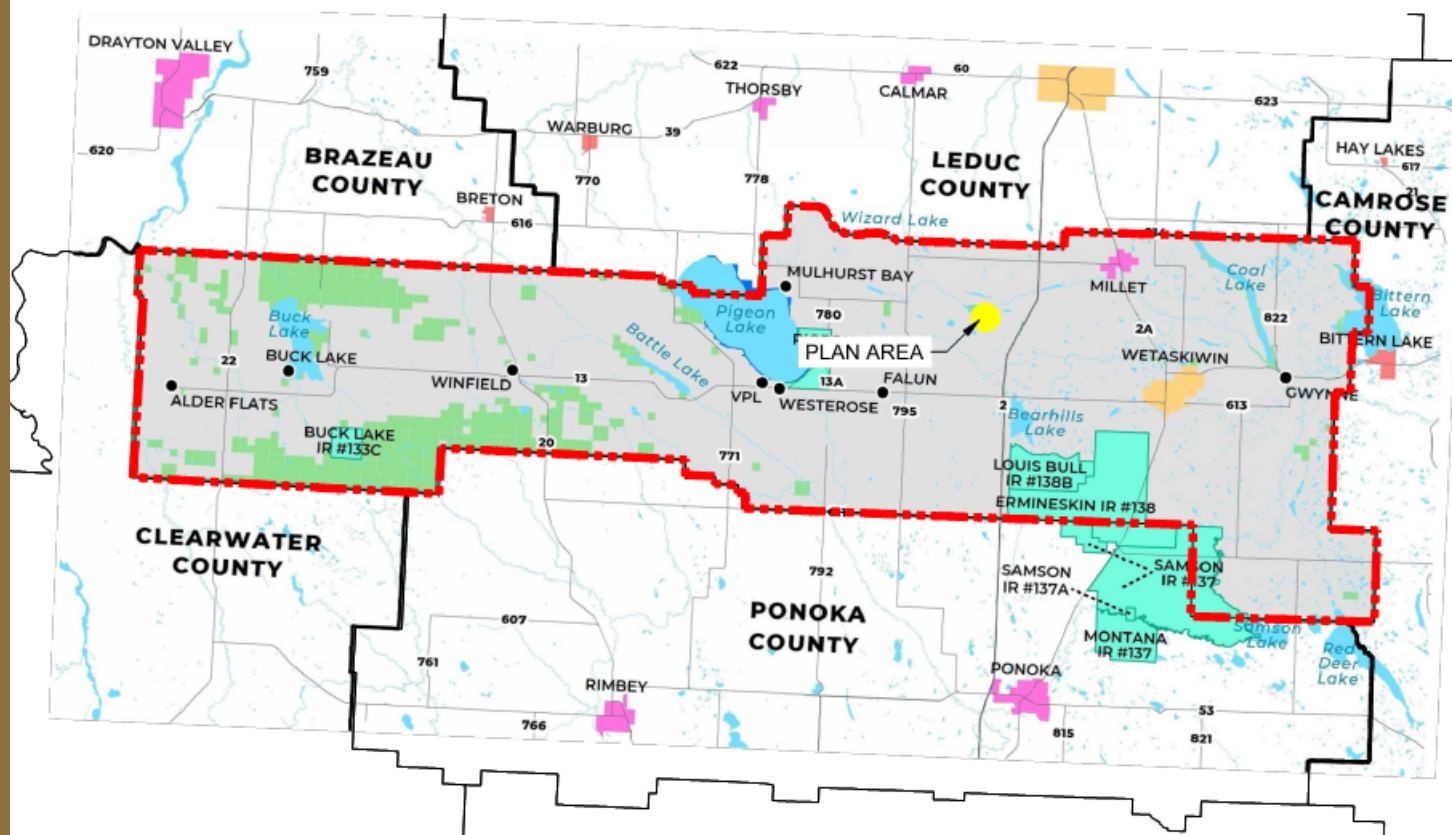 DRAYTON VALLEY
759
622
60
THORSBY
CALMAR
623
WARBURG
39
620
BRAZEAU
COUNTY
770
778
LEDUC
COUNTY
HAY LAKES
617
21
BRETON
616
CAMROSE
COUNTY
Wizard Lake
MULHURST BAY
MILLET
Coal
Lake
822
Bittern
Lake
Buck
Lake
Pigeon
Lake
780
2A
BITTERN LAKE
Battle Lake
PLAN AREA
22
BUCK LAKE
WETASKIWIN
WINFIELD
13
13A
FALUN
VPL
WESTEROSE
795
2
613
GWYNNE
ALDER FLATS
Bearhills
Lake
BUCK LAKE
IR #133C
20
771
LOUIS BULL
IR #138B
ERMINESKIN IR #138
CLEARWATER
COUNTY
792
SAMSON
IR #137A
SAMSON
IR #137
607
PONOKA
COUNTY
MONTANA
IR #137
Samson
Lake
Red
Deer
Lake
761
RIMBEY
PONOKA
766
53
815
821